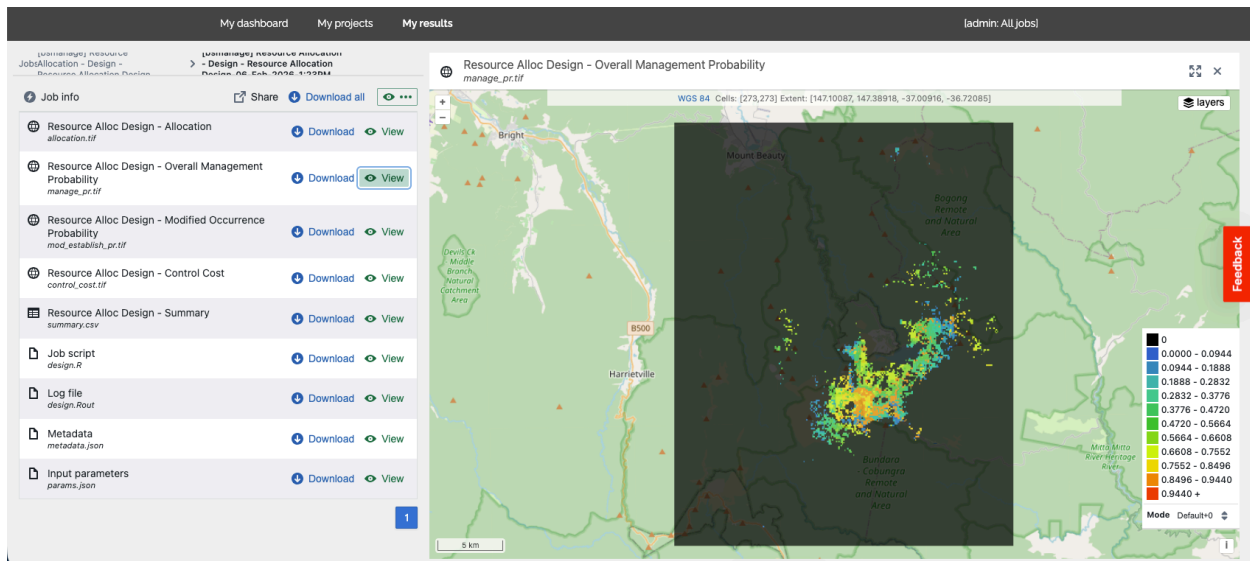 My dashboard My projects My results [admin: All jobs]
[bsmanage] Resource
Jobs Allocation - Design -
Resource Allocation Design
> [bsmanage] Resource Allocation
- Design - Resource Allocation
Design-06-Feb-2026-1:23PM
Job info Share Download all
Resource Alloc Design - Allocation
allocation.tif
Download View
Resource Alloc Design - Overall Management
Probability
manage_pr.tif
Download View
Resource Alloc Design - Modified Occurrence
Probability
mod_establish_pr.tif
Download View
Resource Alloc Design - Control Cost
control_cost.tif
Download View
Resource Alloc Design - Summary
summary.csv
Download View
Job script
design.R
Download View
Log file
design.Rout
Download View
Metadata
metadata.json
Download View
Input parameters
params.json
Download View
1
Resource Alloc Design - Overall Management Probability
manage_pr.tif
+
−
WGS 84 Cells: [273,273] Extent: [147.10087, 147.38918, -37.00916, -36.72085]
layers
Bright
Mount Beauty
Bogong
Remote
and Natural
Area
Devils Ck
Middle
Branch
Natural
Catchment
Area
B500
Harrietville
Bundara
- Cobungra
Remote
and Natural
Area
Mitta Mitta
River Heritage
River
Feedback
0
0.0000 - 0.0944
0.0944 - 0.1888
0.1888 - 0.2832
0.2832 - 0.3776
0.3776 - 0.4720
0.4720 - 0.5664
0.5664 - 0.6608
0.6608 - 0.7552
0.7552 - 0.8496
0.8496 - 0.9440
0.9440 +
Mode Default+0
5 km
i